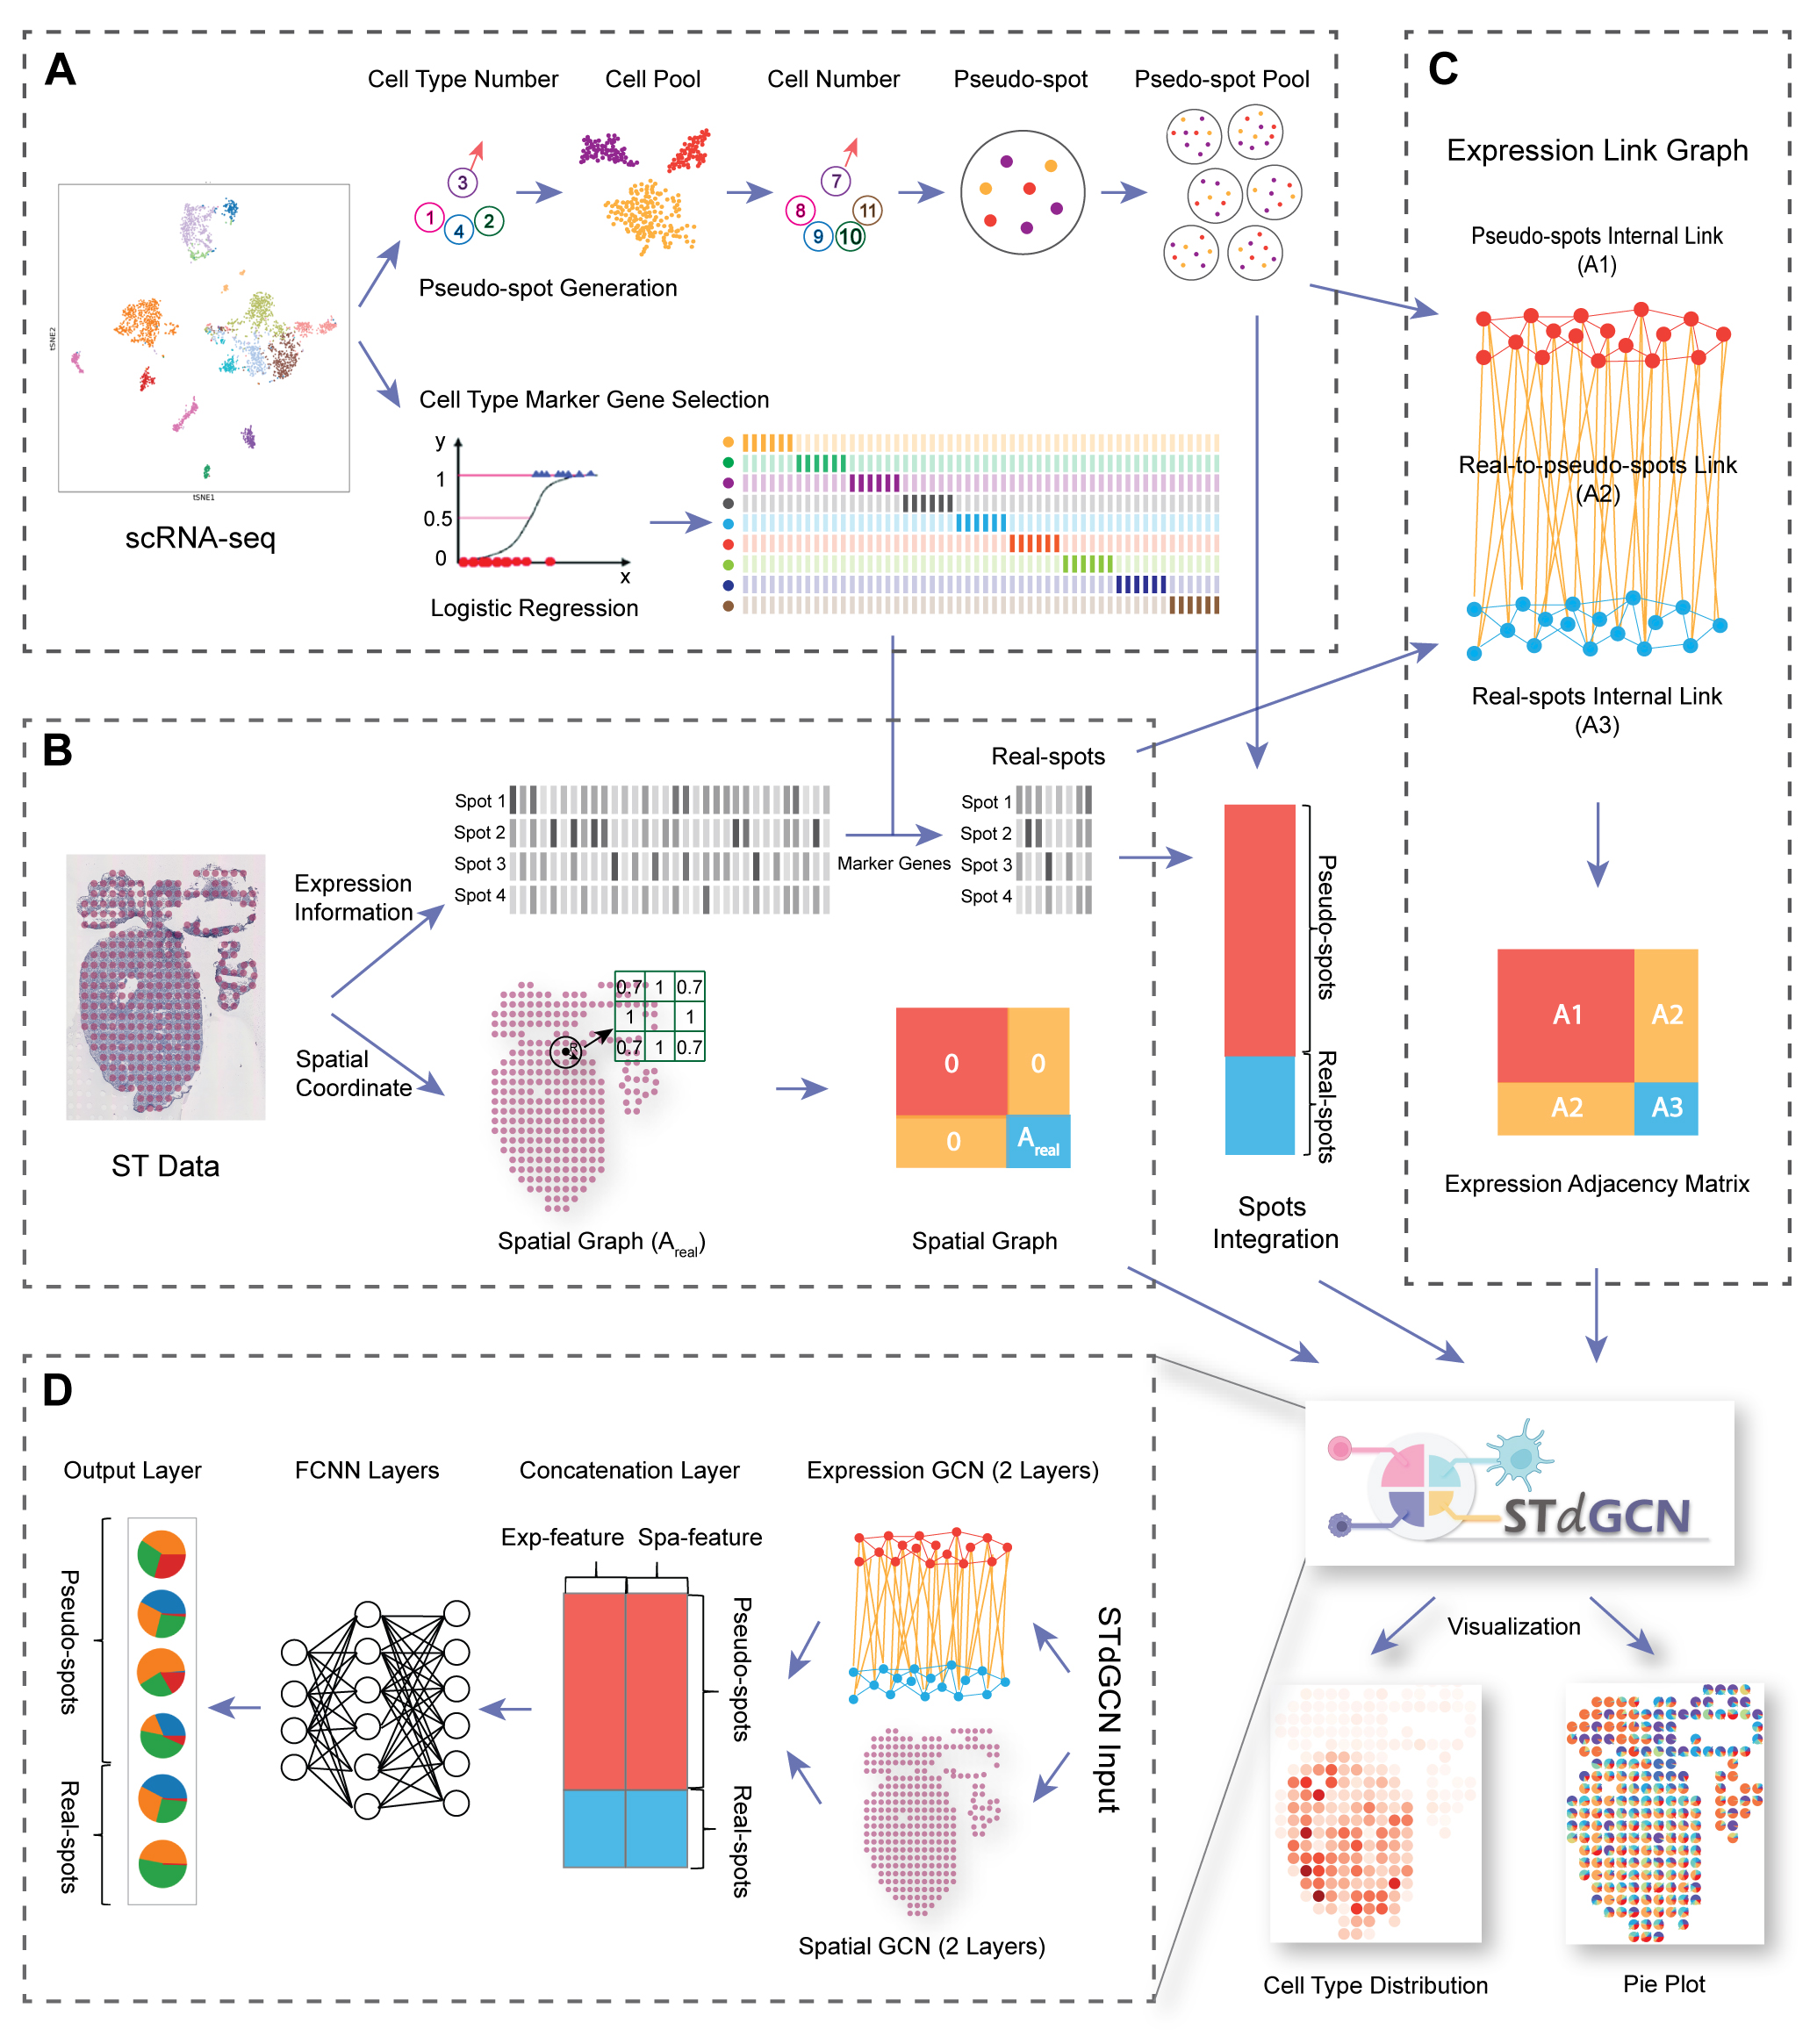 A
Cell Type Number
Cell Pool
Cell Number
Pseudo-spot
Psedo-spot Pool
3
1
4
2
7
8
11
9
10
Pseudo-spot Generation
tSNE2
tSNE1
scRNA-seq
Cell Type Marker Gene Selection
y
1
0.5
0
x
Logistic Regression
B
Real-spots
Spot 1
Spot 2
Spot 3
Spot 4
Marker Genes
Spot 1
Spot 2
Spot 3
Spot 4
Expression
Information
Spatial
Coordinate
ST Data
0.7 1 0.7
1 1
0.7 1 0.7
R
Spatial Graph (Areal)
0 0
0 Areal
Spatial Graph
Pseudo-spots
Real-spots
Spots
Integration
C
Expression Link Graph
Pseudo-spots Internal Link
(A1)
Real-to-pseudo-spots Link
(A2)
Real-spots Internal Link
(A3)
A1 A2
A2 A3
Expression Adjacency Matrix
D
Output Layer
FCNN Layers
Concatenation Layer
Expression GCN (2 Layers)
Exp-feature Spa-feature
Pseudo-spots
Real-spots
Pseudo-spots
Real-spots
STdGCN Input
Spatial GCN (2 Layers)
STdGCN
Visualization
Cell Type Distribution
Pie Plot